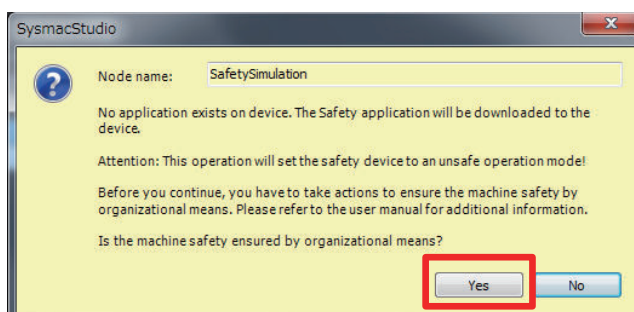 SysmacStudio
Node name: SafetySimulation
No application exists on device. The Safety application will be downloaded to the
device.
Attention: This operation will set the safety device to an unsafe operation mode!
Before you continue, you have to take actions to ensure the machine safety by
organizational means. Please refer to the user manual for additional information.
Is the machine safety ensured by organizational means?
Yes No